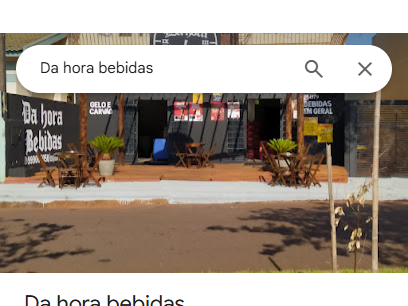 Da hora bebidas
Da hora
Bebidas
GELO E
CARVÃO
BEBIDAS
EM GERAL
Da hora bebidas